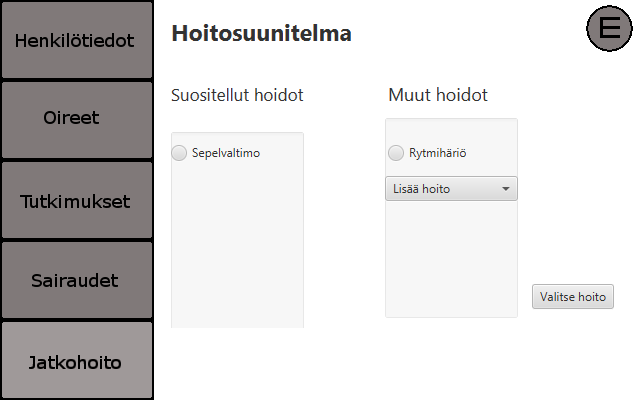 Henkilötiedot
Oireet
Tutkimukset
Sairaudet
Jatkohoito
Hoitosuunitelma
E
Suositellut hoidot
Sepelvaltimo
Muut hoidot
Rytmihäriö
Lisää hoito
Valitse hoito